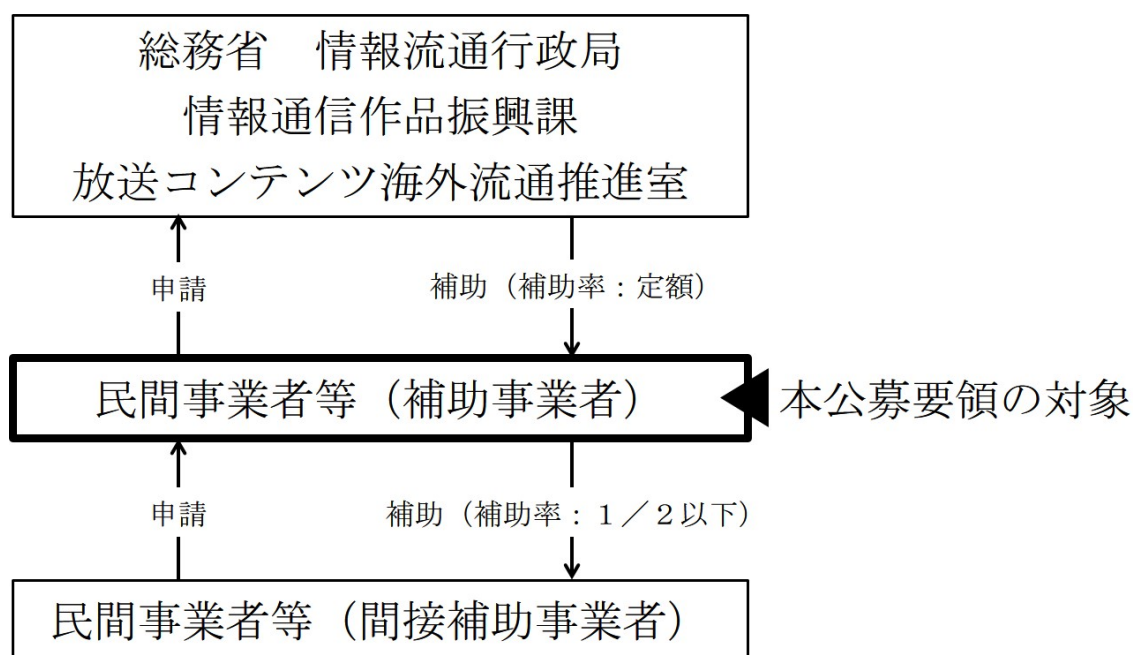 総務省　情報流通行政局
情報通信作品振興課
放送コンテンツ海外流通推進室
申請
補助（補助率：定額）
民間事業者等（補助事業者）
本公募要領の対象
申請
補助（補助率：１／２以下）
民間事業者等（間接補助事業者）